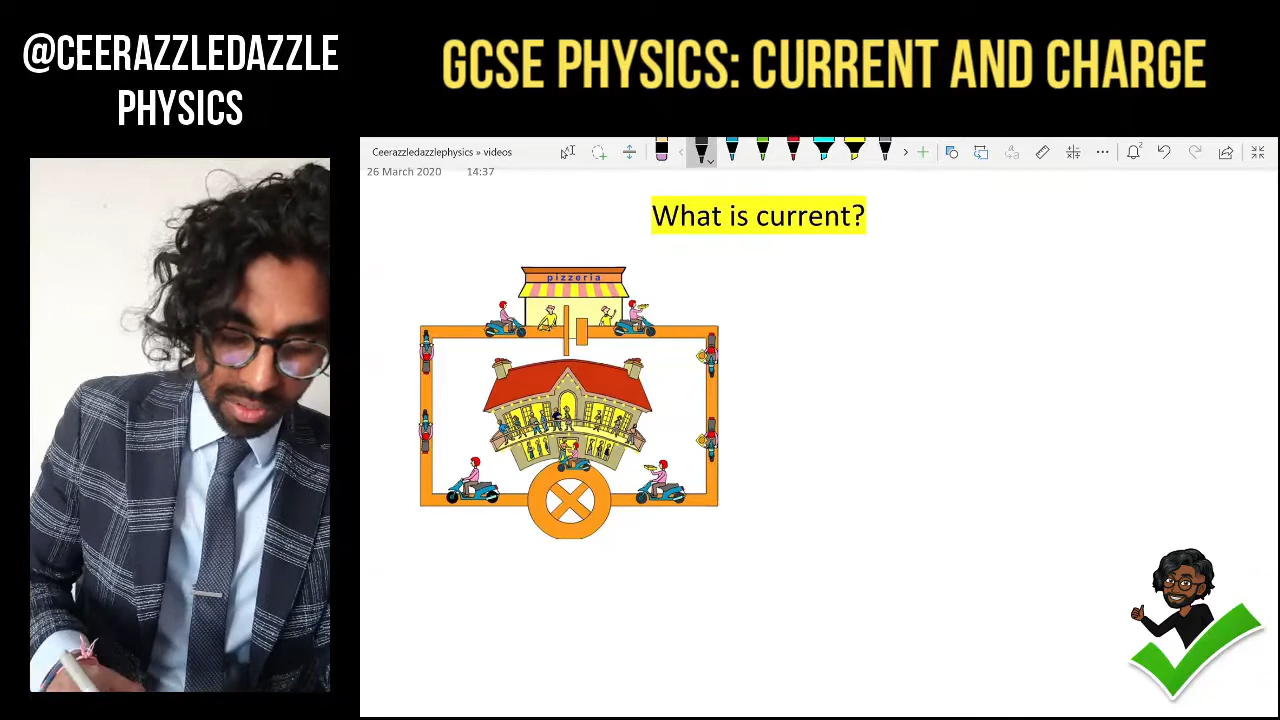 @CEERAZZLEDAZZLE
PHYSICS
GCSE PHYSICS: CURRENT AND CHARGE
Ceerazzledazzlephysics » videos
26 March 2020 14:37
What is current?
pizzeria